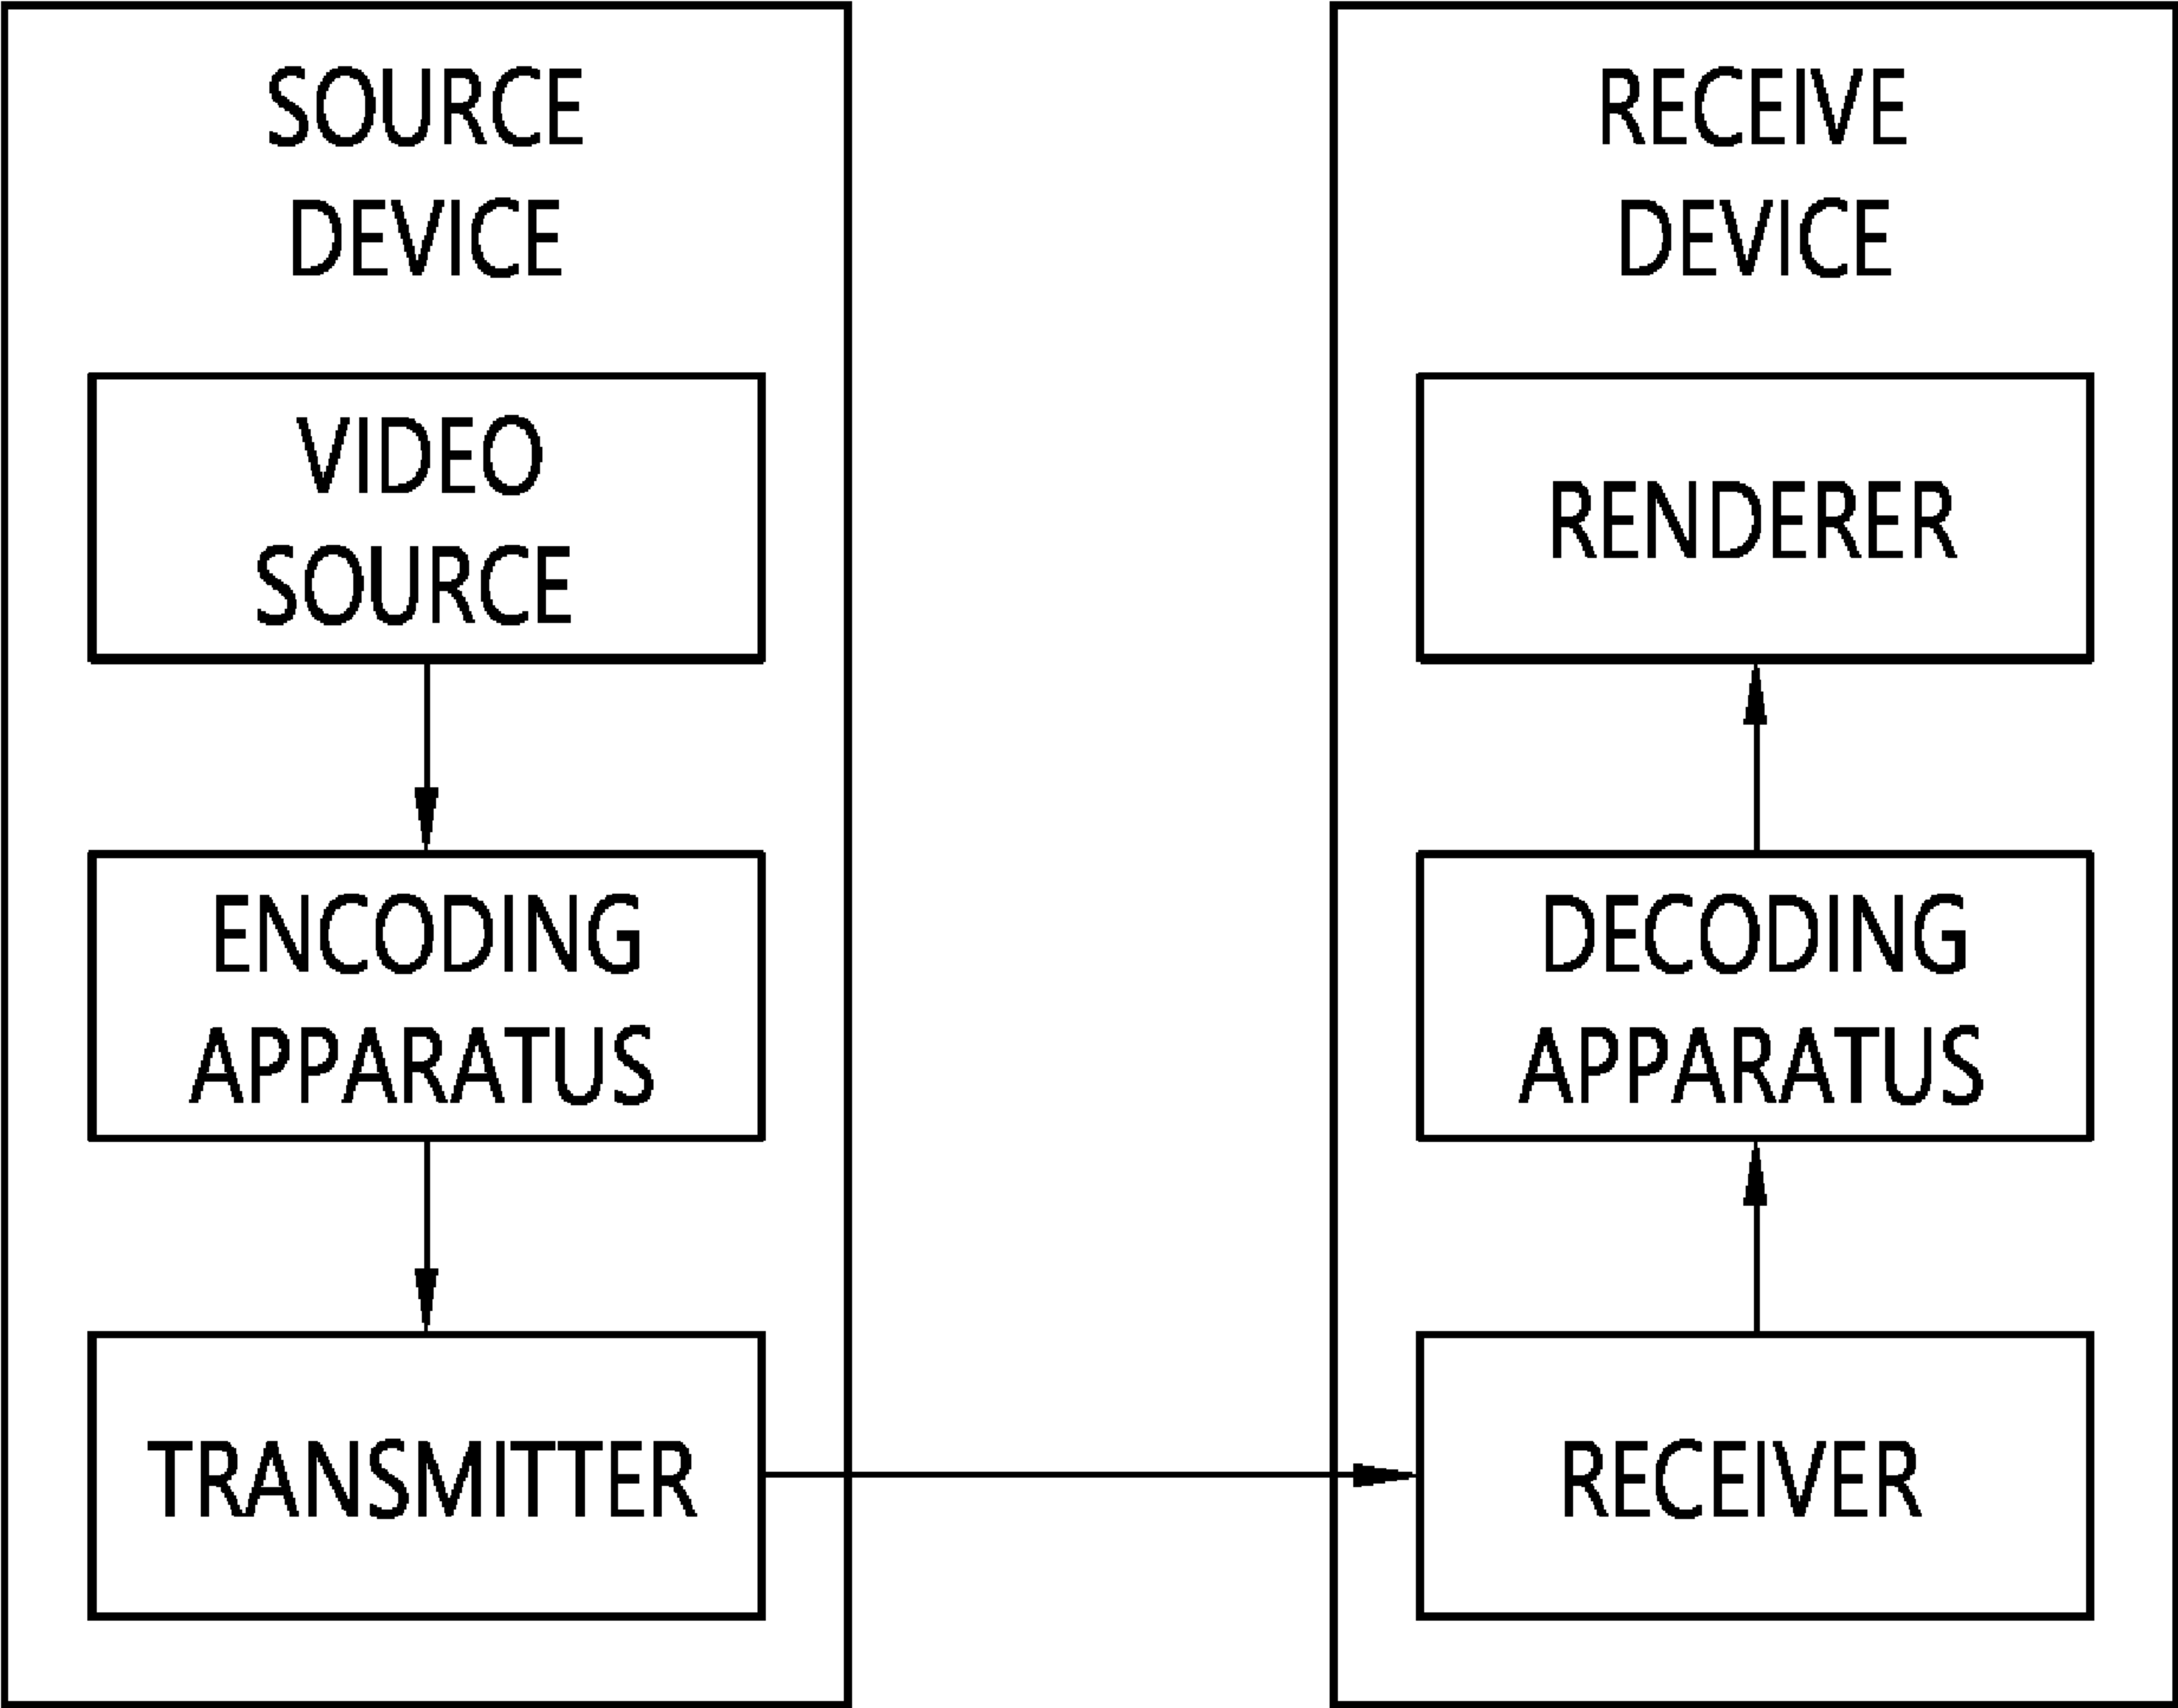 SOURCE
DEVICE
VIDEO
SOURCE
ENCODING
APPARATUS
TRANSMITTER
RECEIVE
DEVICE
RENDERER
DECODING
APPARATUS
RECEIVER